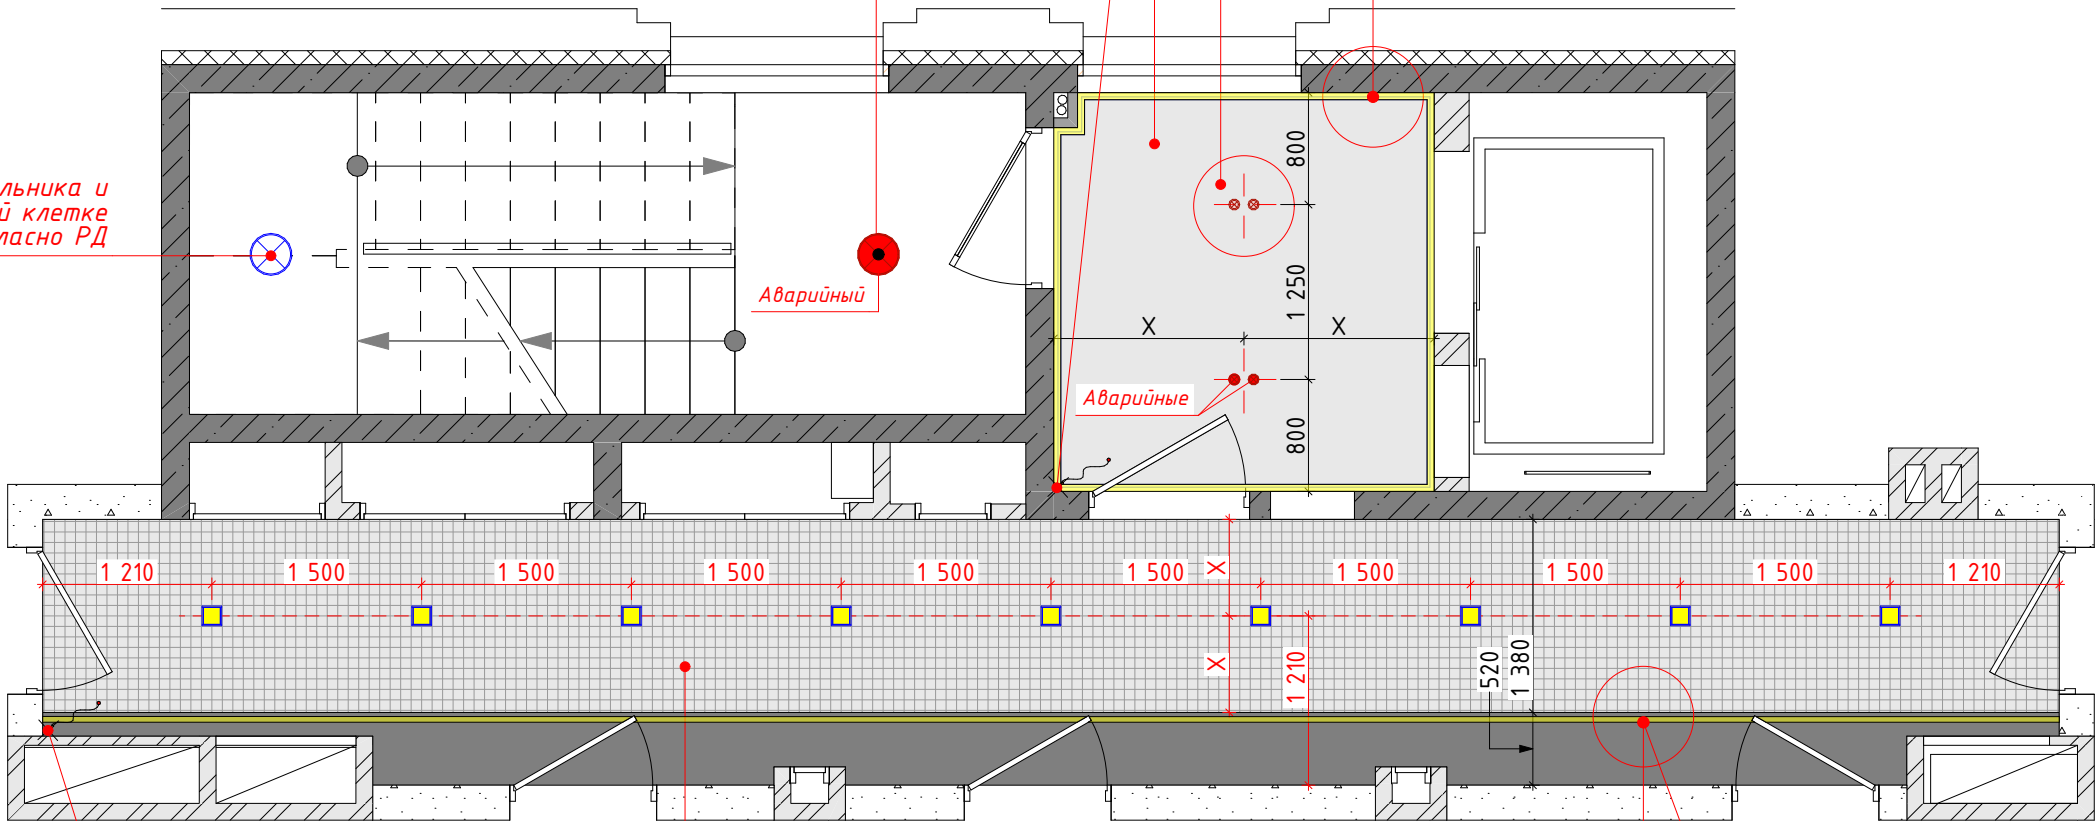 льника и
й клетке
ласно РД
Аварийный
800
1 250
X X
Аварийные
800
1 210 1 500 1 500 1 500 1 500 1 500 1 500 1 500 1 500 1 210
X
X
1 210
520
1 380